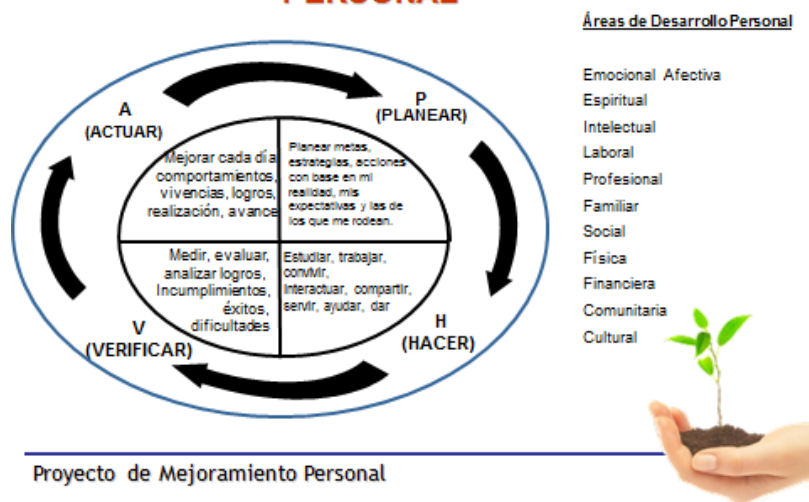 PERSONAL
Áreas de Desarrollo Personal
A
(ACTUAR)
P
(PLANEAR)
Mejorar cada día
comportamientos,
vivencias, logros,
realización, avance
Planear metas,
estrategias, acciones
con base en mi
realidad, mis
expectativas y las de
los que me rodean.
Medir, evaluar,
analizar logros,
Incumplimientos,
éxitos,
dificultades
Estudiar, trabajar,
convivir,
Interactuar, compartir,
servir, ayudar, dar
V
(VERIFICAR)
H
(HACER)
Emocional Afectiva
Espiritual
Intelectual
Laboral
Profesional
Familiar
Social
Física
Financiera
Comunitaria
Cultural
Proyecto de Mejoramiento Personal